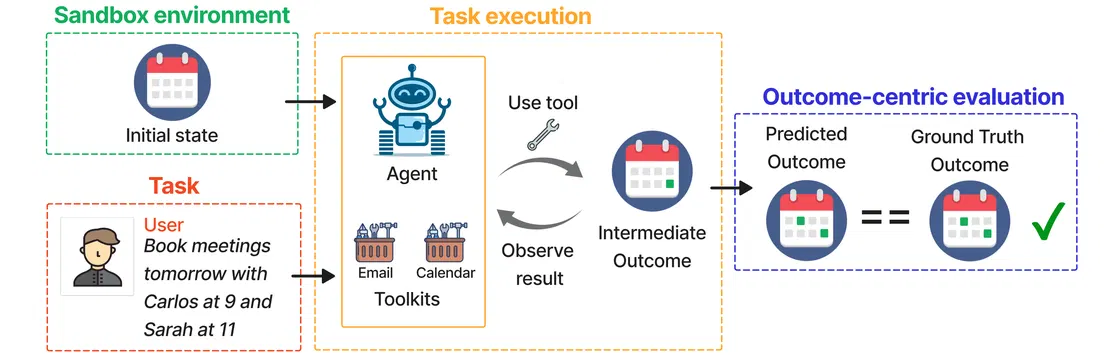 Sandbox environment
Initial state
Task
User
Book meetings
tomorrow with
Carlos at 9 and
Sarah at 11
Task execution
Agent
Email
Calendar
Toolkits
Use tool
Observe
result
Intermediate
Outcome
Outcome-centric evaluation
Predicted
Outcome
==
Ground Truth
Outcome